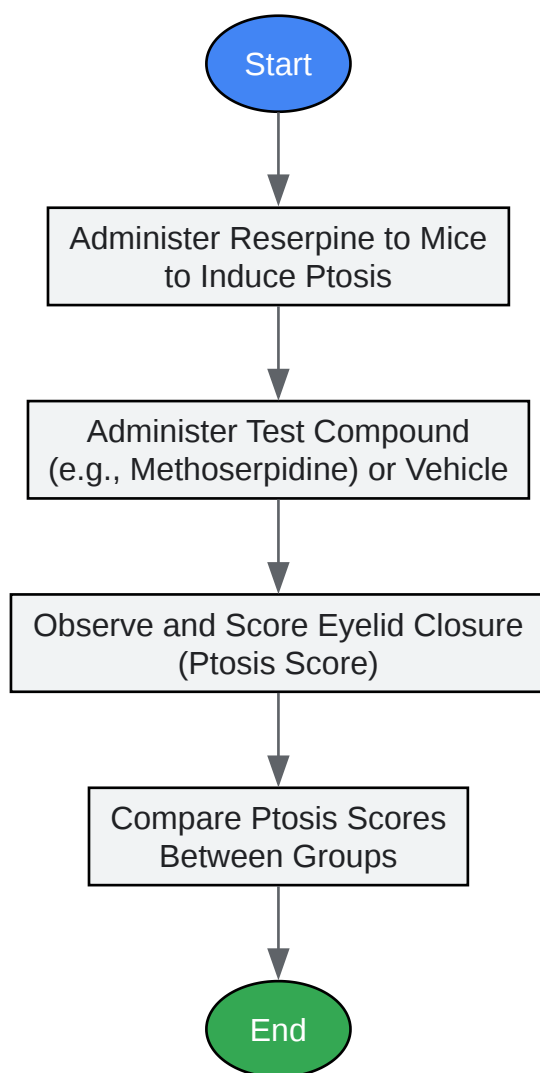 Start
Administer Reserpine to Mice
to Induce Ptosis
Administer Test Compound
(e.g., Methoserpidine) or Vehicle
Observe and Score Eyelid Closure
(Ptosis Score)
Compare Ptosis Scores
Between Groups
End